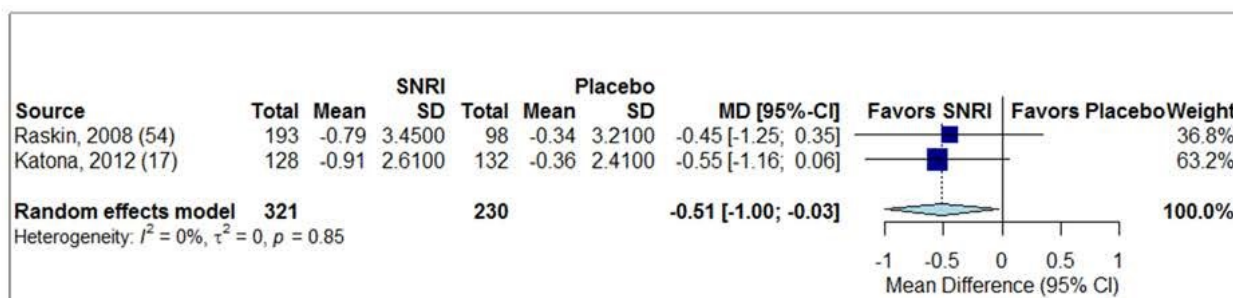 SNRI Placebo
Source Total Mean SD Total Mean SD MD [95%-CI] Favors SNRI Favors Placebo Weight
Raskin, 2008 (54) 193 -0.79 3.4500 98 -0.34 3.2100 -0.45 [-1.25; 0.35] 36.8%
Katona, 2012 (17) 128 -0.91 2.6100 132 -0.36 2.4100 -0.55 [-1.16; 0.06] 63.2%
Random effects model 321 230 -0.51 [-1.00; -0.03] 100.0%
Heterogeneity: I² = 0%, τ² = 0, p = 0.85
-1 -0.5 0 0.5 1
Mean Difference (95% CI)